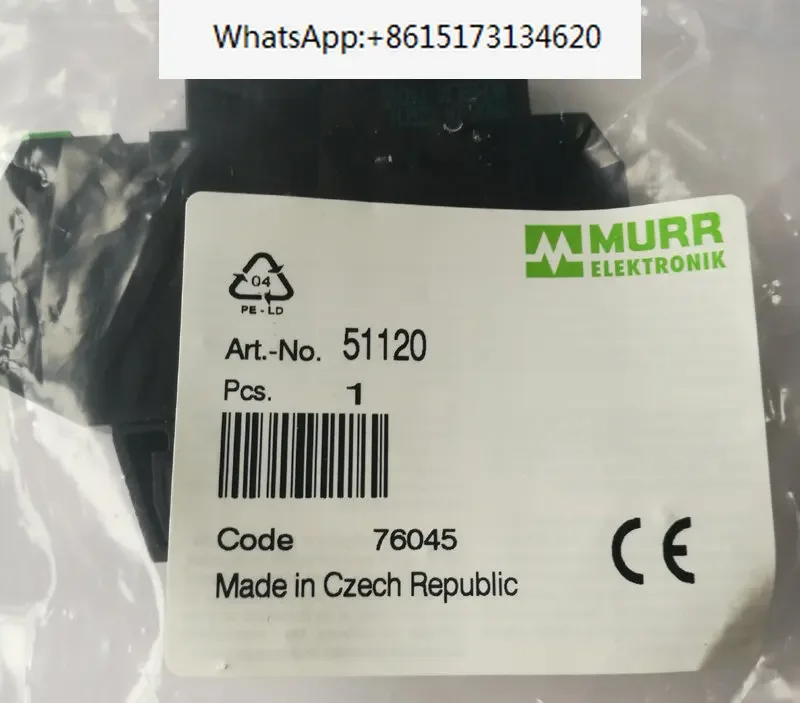 WhatsApp:+8615173134620
MURR
ELEKTRONIK
04
PE-LD
Art.-No. 51120
Pcs. 1
Code 76045
Made in Czech Republic
CE